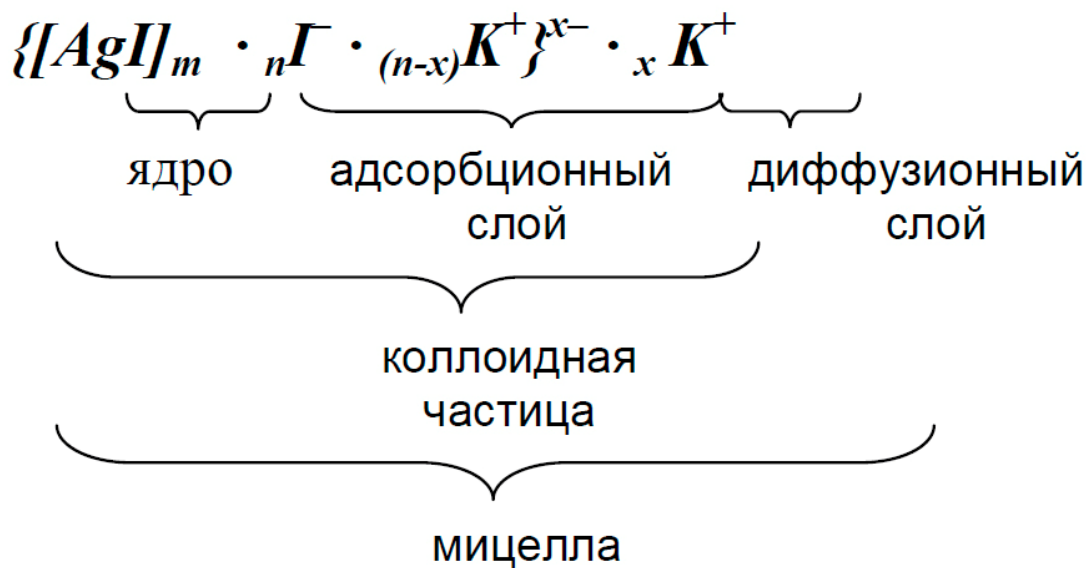 {[AgI]m · nI⁻ · (n-x)K⁺}ˣ⁻ · x K⁺
ядро
адсорбционный
слой
диффузионный
слой
коллоидная
частица
мицелла